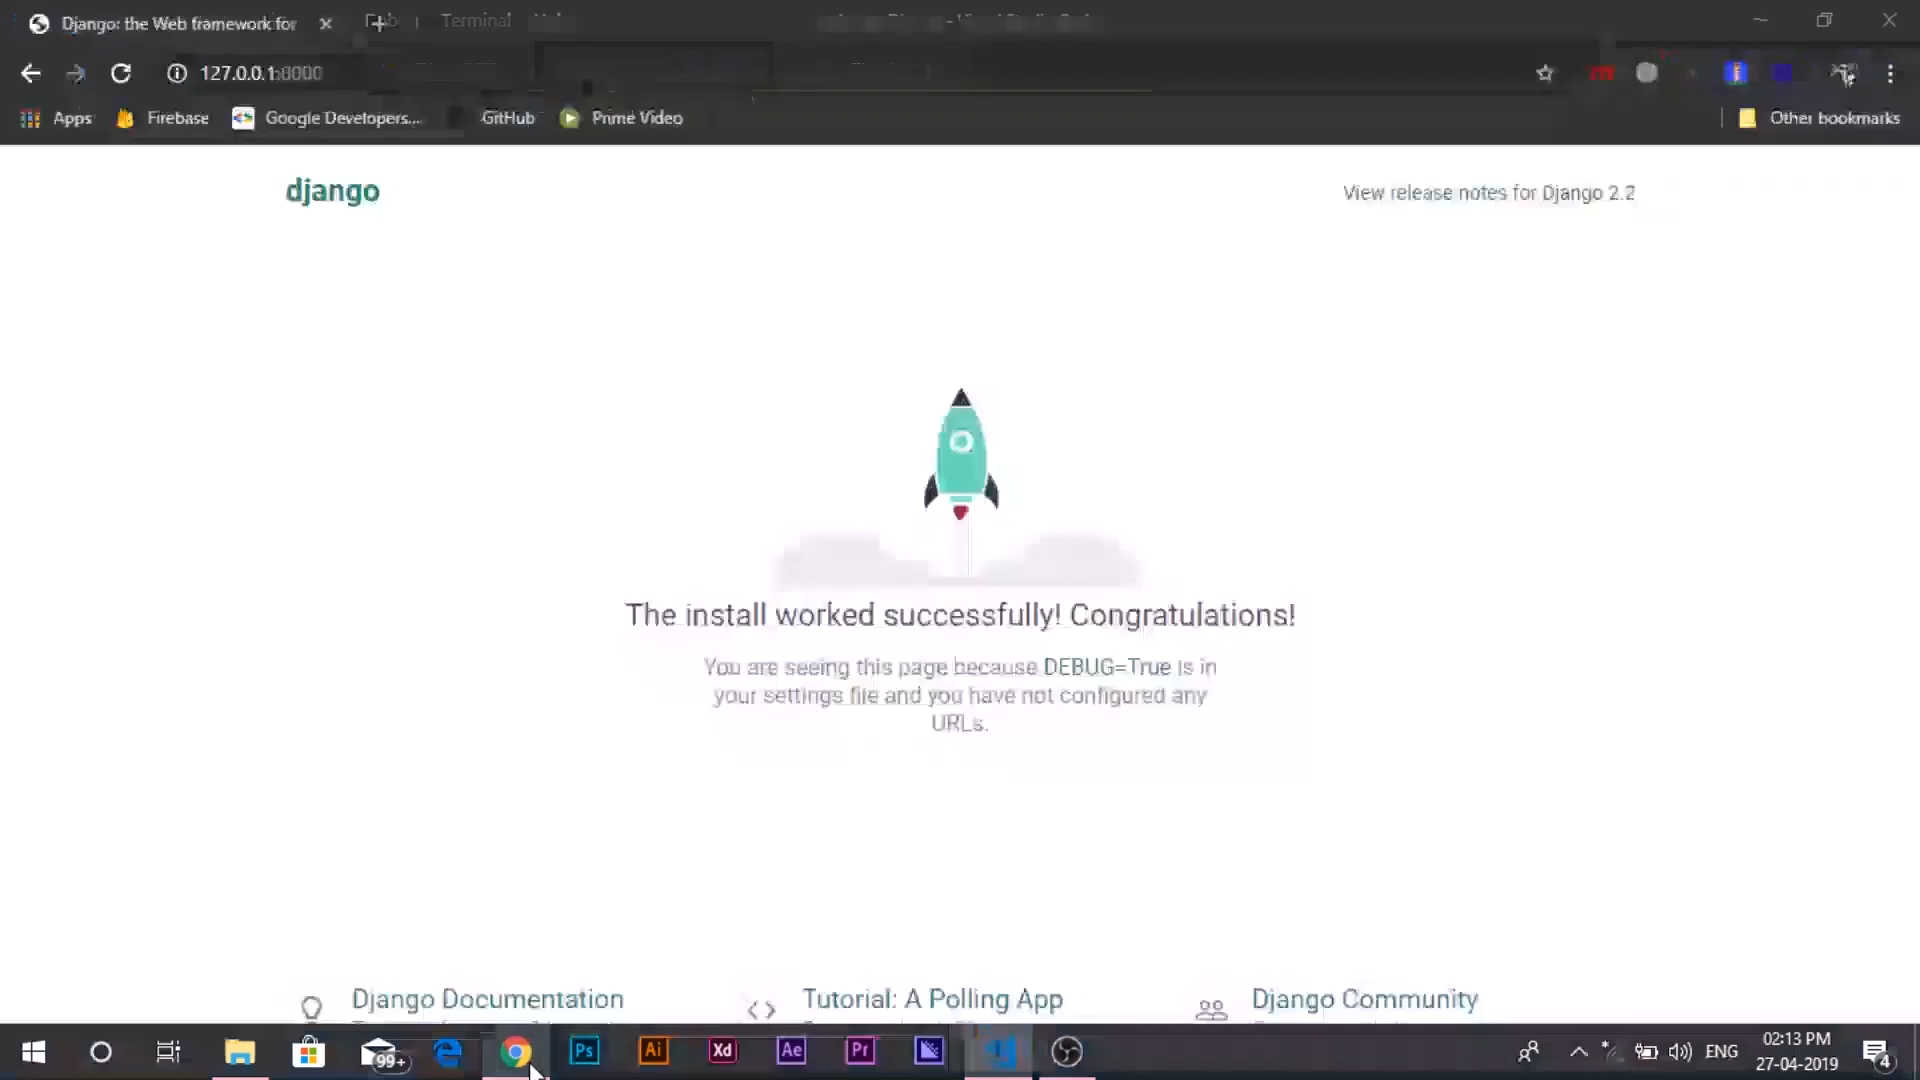 Django: the Web framework for
Terminal
127.0.0.1:8000
Apps
Firebase
Google Developers...
GitHub
Prime Video
Other bookmarks
django
View release notes for Django 2.2
The install worked successfully! Congratulations!
You are seeing this page because DEBUG=True is in
your settings file and you have not configured any
URLs.
Django Documentation
Tutorial: A Polling App
Django Community
99+
Ps
Ai
Xd
Ae
Pr
ENG
02:13 PM
27-04-2019
4